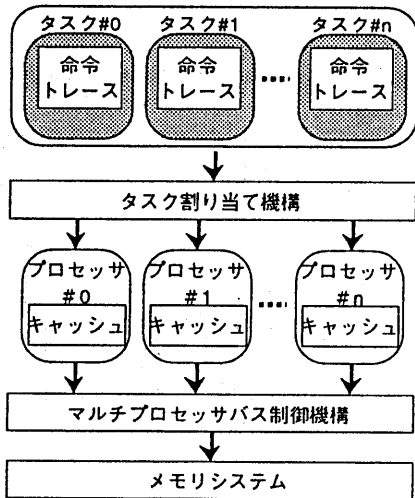 タスク#0
タスク#1
タスク#n
命令
トレース
命令
トレース
命令
トレース
タスク割り当て機構
プロセッサ
#0
キャッシュ
プロセッサ
#1
キャッシュ
プロセッサ
#n
キャッシュ
マルチプロセッサバス制御機構
メモリシステム